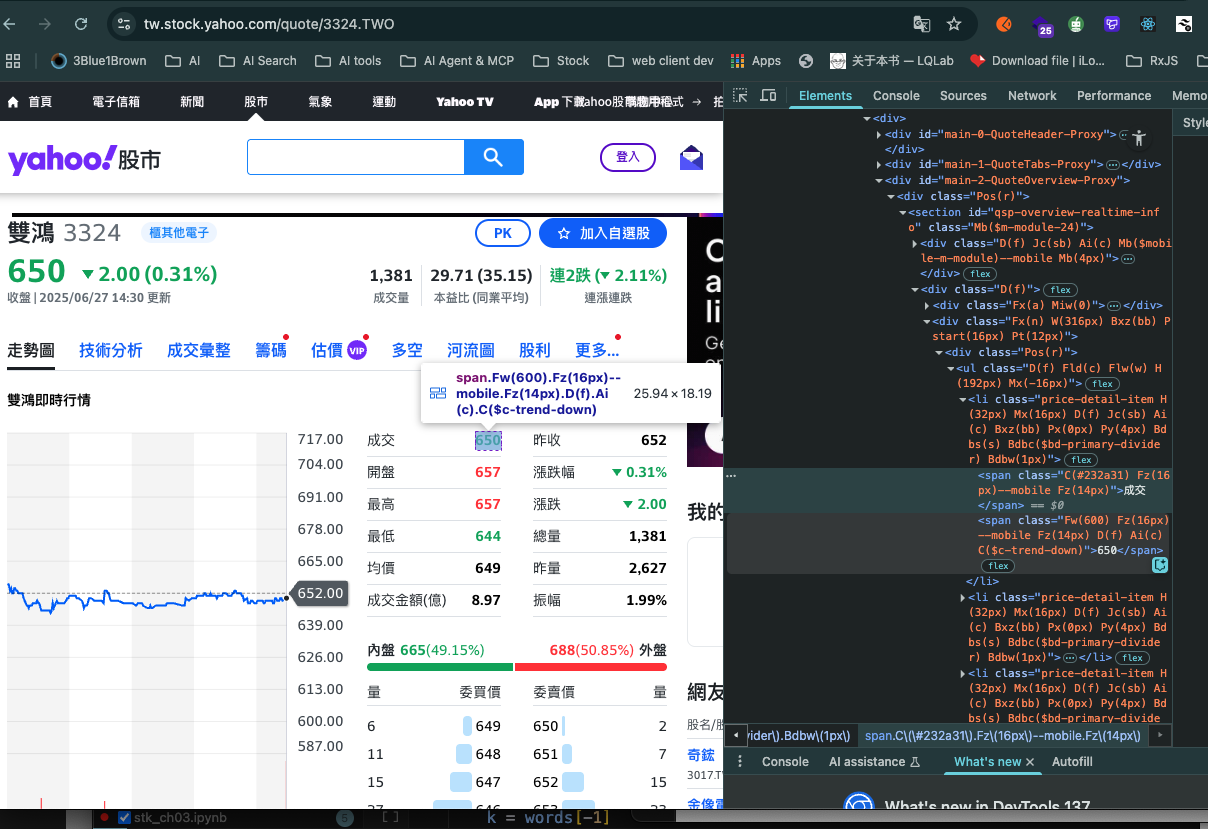 tw.stock.yahoo.com/quote/3324.TWO
25
3Blue1Brown AI AI Search AI tools AI Agent & MCP Stock web client dev Apps 关于本书 — LQLab Download file | iLo... RxJS
首頁 電子信箱 新聞 股市 氣象 運動 Yahoo TV App 下載
yahoo!股市
登入
雙鴻 3324 櫃其他電子
PK
加入自選股
650 ▼2.00 (0.31%)
收盤 | 2025/06/27 14:30 更新
1,381 29.71 (35.15) 連2跌 (▼ 2.11%)
成交量 本益比 (同業平均) 連漲連跌
走勢圖 技術分析 成交彙整 籌碼 估價 VIP 多空 河流圖 股利 更多...
span.Fw(600).Fz(16px)--
mobile.Fz(14px).D(f).Ai
(c).C($c-trend-down)
25.94 × 18.19
雙鴻即時行情
717.00
704.00
691.00
678.00
665.00
652.00
639.00
626.00
613.00
600.00
587.00
成交 650 昨收 652
開盤 657 漲跌幅 ▼ 0.31%
最高 657 漲跌 ▼ 2.00
最低 644 總量 1,381
均價 649 昨量 2,627
成交金額(億) 8.97 振幅 1.99%
內盤 665(49.15%) 688(50.85%) 外盤
量 委買價 委賣價 量
6 649 650 2
11 648 651 7
15 647 652 15
27 646 653 23
我的
網友
股名/股
奇鋐
3017.T
金像電
Elements Console Sources Network Performance Memo
Style
<div>
<div id="main-0-QuoteHeader-Proxy">
</div>
<div id="main-1-QuoteTabs-Proxy">…</div>
<div id="main-2-QuoteOverview-Proxy">
<div class="Pos(r)">
<section id="qsp-overview-realtime-inf
o" class="Mb($m-module-24)">
<div class="D(f) Jc(sb) Ai(c) Mb($mobi
le-m-module)--mobile Mb(4px)">…
</div> flex
<div class="D(f)"> flex
<div class="Fx(a) Miw(0)">…</div>
<div class="Fx(n) W(316px) Bxz(bb) P
start(16px) Pt(12px)">
<div class="Pos(r)">
<ul class="D(f) Fld(c) Flw(w) H
(192px) Mx(-16px)"> flex
<li class="price-detail-item H
(32px) Mx(16px) D(f) Jc(sb) Ai
(c) Bxz(bb) Px(0px) Py(4px) Bd
bs(s) Bdbc($bd-primary-divide
r) Bdbw(1px)"> flex
<span class="C(#232a31) Fz(16
px)--mobile Fz(14px)">成交
</span> == $0
<span class="Fw(600) Fz(16px)
--mobile Fz(14px) D(f) Ai(c)
C($c-trend-down)">650</span>
flex
</li>
<li class="price-detail-item H
(32px) Mx(16px) D(f) Jc(sb) Ai
(c) Bxz(bb) Px(0px) Py(4px) Bd
bs(s) Bdbc($bd-primary-divide
r) Bdbw(1px)">…</li> flex
<li class="price-detail-item H
(32px) Mx(16px) D(f) Jc(sb) Ai
(c) Bxz(bb) Px(0px) Py(4px) Bd
bs(s) Bdbc($bd-primary-divide
vider\).Bdbw\(1px\) span.C\(\#232a31\).Fz\(16px\)--mobile.Fz\(14px\)
Console AI assistance What's new × Autofill
What's new in DevTools 137
stk_ch03.ipynb 5 k = words[-1]